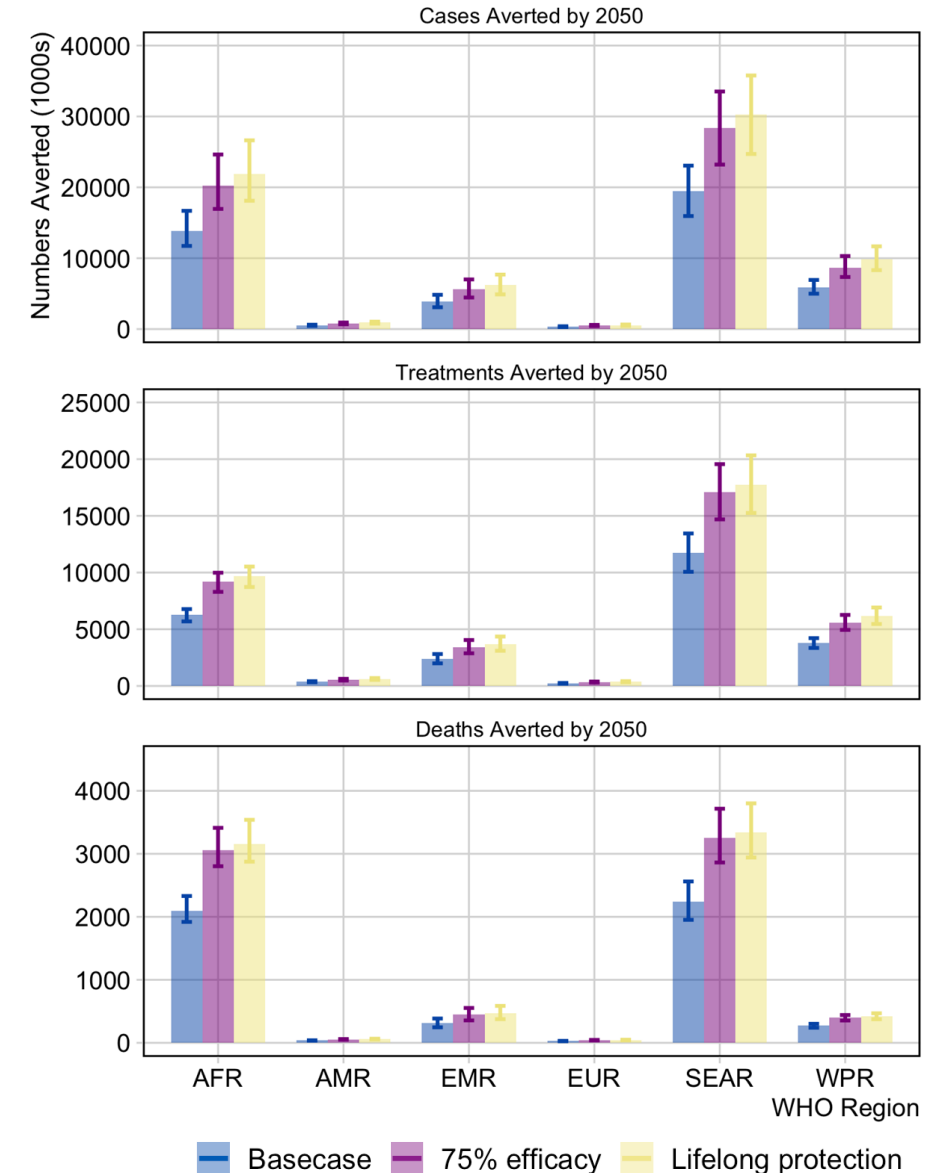 Cases Averted by 2050
Numbers Averted (1000s)
40000
30000
20000
10000
0
Treatments Averted by 2050
25000
20000
15000
10000
5000
0
Deaths Averted by 2050
4000
3000
2000
1000
0
AFR AMR EMR EUR SEAR WPR
WHO Region
Basecase 75% efficacy Lifelong protection